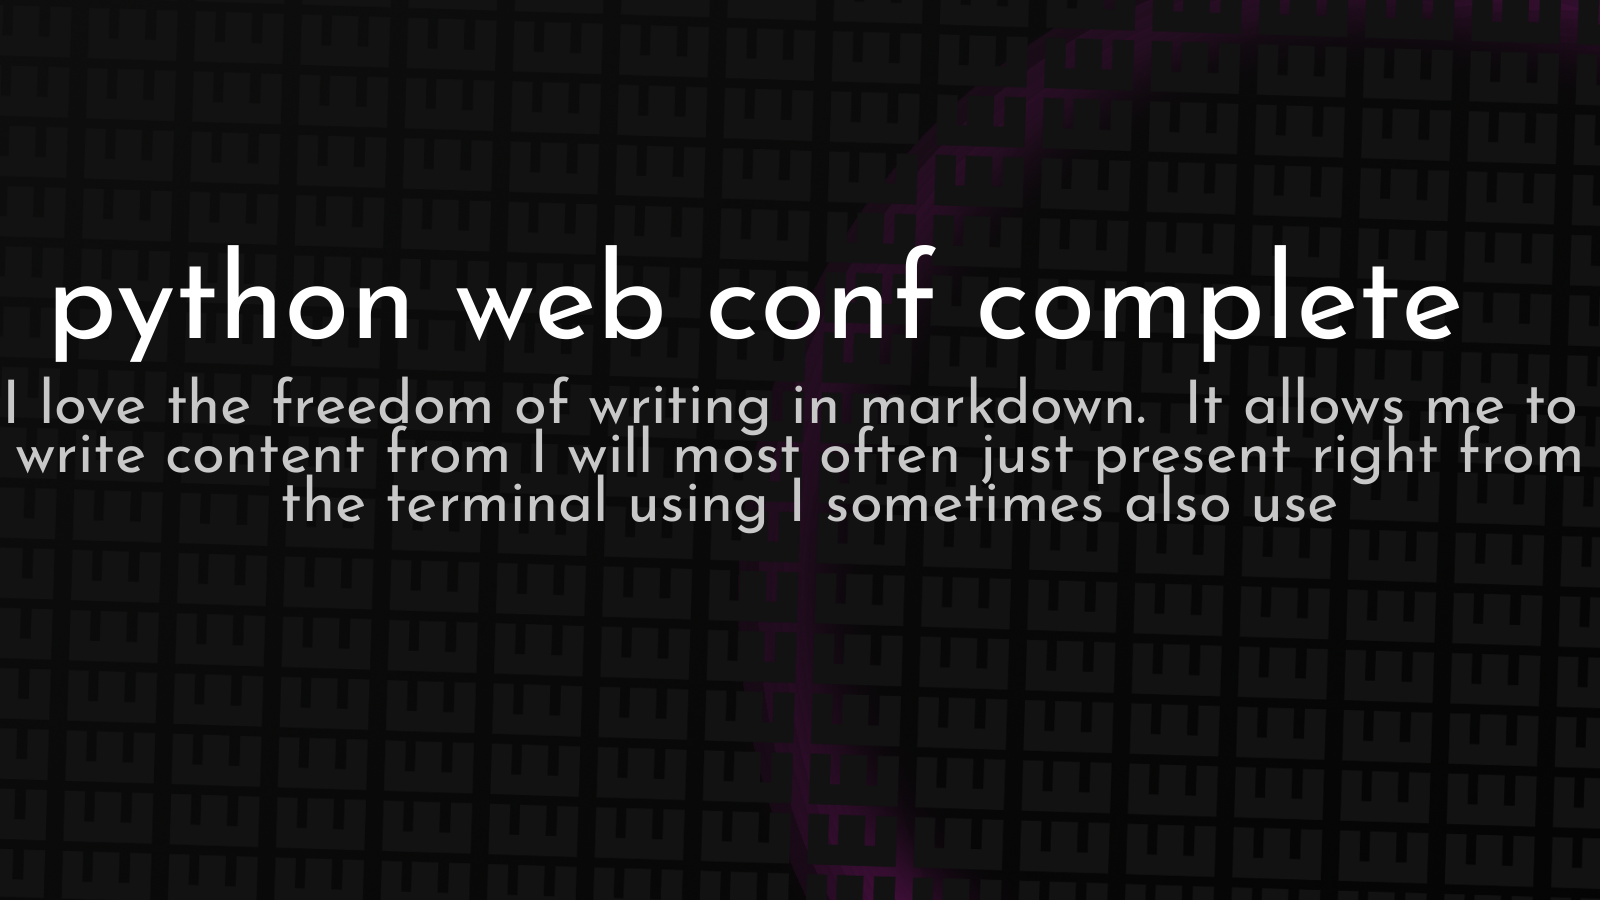 python web conf complete
I love the freedom of writing in markdown.  It allows me to
write content from I will most often just present right from
the terminal using I sometimes also use